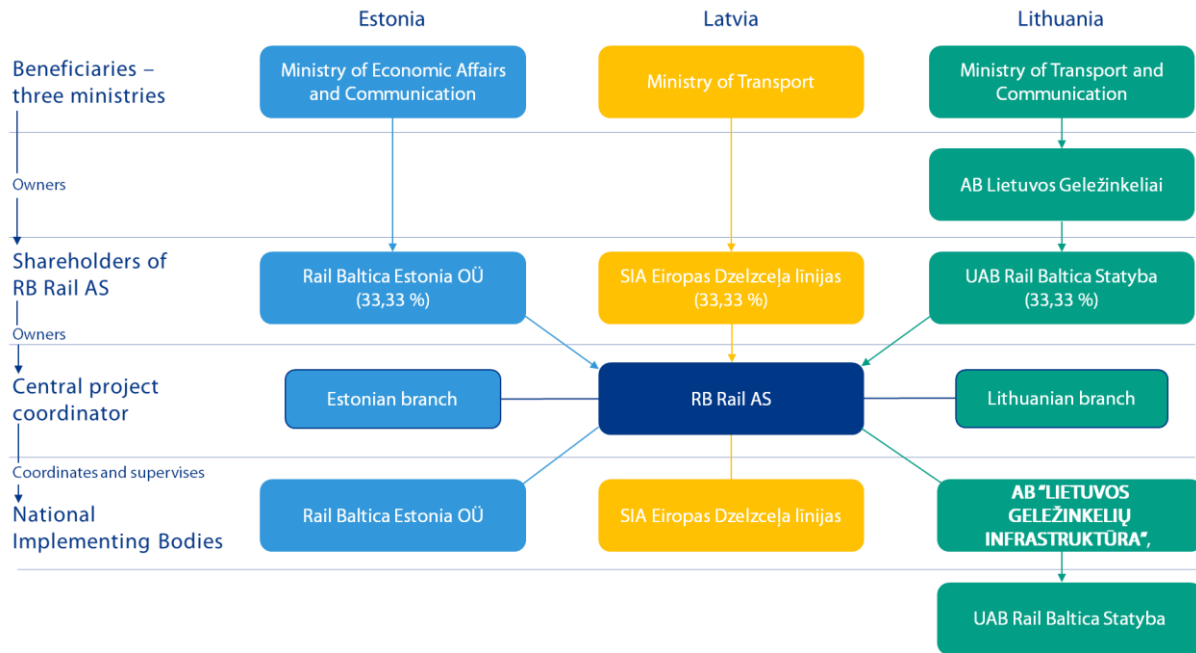 Estonia
Latvia
Lithuania
Beneficiaries –
three ministries
Ministry of Economic Affairs
and Communication
Ministry of Transport
Ministry of Transport and
Communication
Owners
AB Lietuvos Geležinkeliai
Shareholders of
RB Rail AS
Rail Baltica Estonia OÜ
(33,33 %)
SIA Eiropas Dzelzceļa līnijas
(33,33 %)
UAB Rail Baltica Statyba
(33,33 %)
Owners
Central project
coordinator
Estonian branch
RB Rail AS
Lithuanian branch
Coordinates and supervises
National
Implementing Bodies
Rail Baltica Estonia OÜ
SIA Eiropas Dzelzceļa līnijas
AB “LIETUVOS
GELEŽINKELIŲ
INFRASTRUKTŪRA”,
UAB Rail Baltica Statyba